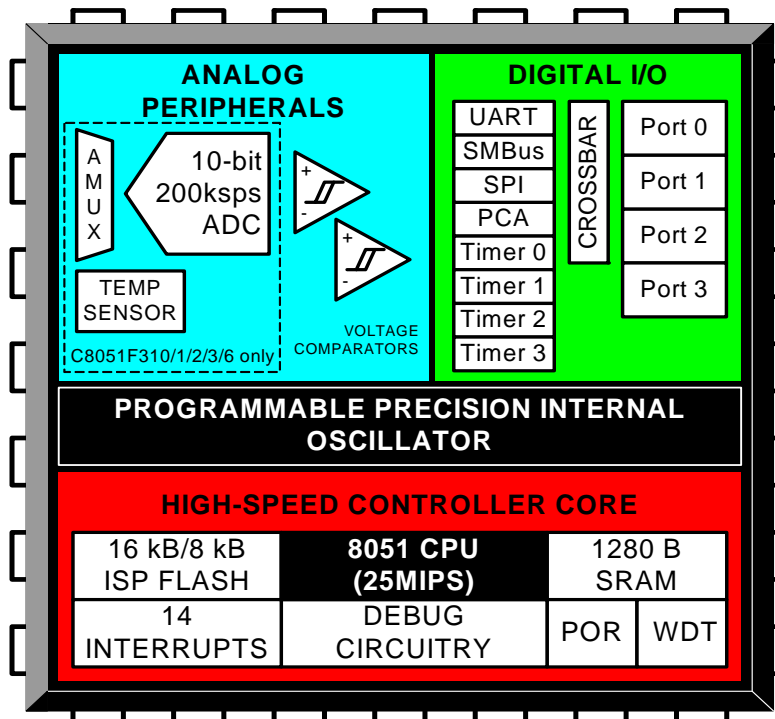 ANALOG
PERIPHERALS
A
M
U
X
10-bit
200ksps
ADC
+
-
+
-
TEMP
SENSOR
VOLTAGE
COMPARATORS
C8051F310/1/2/3/6 only
DIGITAL I/O
UART
SMBus
SPI
PCA
Timer 0
Timer 1
Timer 2
Timer 3
CROSSBAR
Port 0
Port 1
Port 2
Port 3
PROGRAMMABLE PRECISION INTERNAL
OSCILLATOR
HIGH-SPEED CONTROLLER CORE
16 kB/8 kB
ISP FLASH
8051 CPU
(25MIPS)
1280 B
SRAM
14
INTERRUPTS
DEBUG
CIRCUITRY
POR
WDT